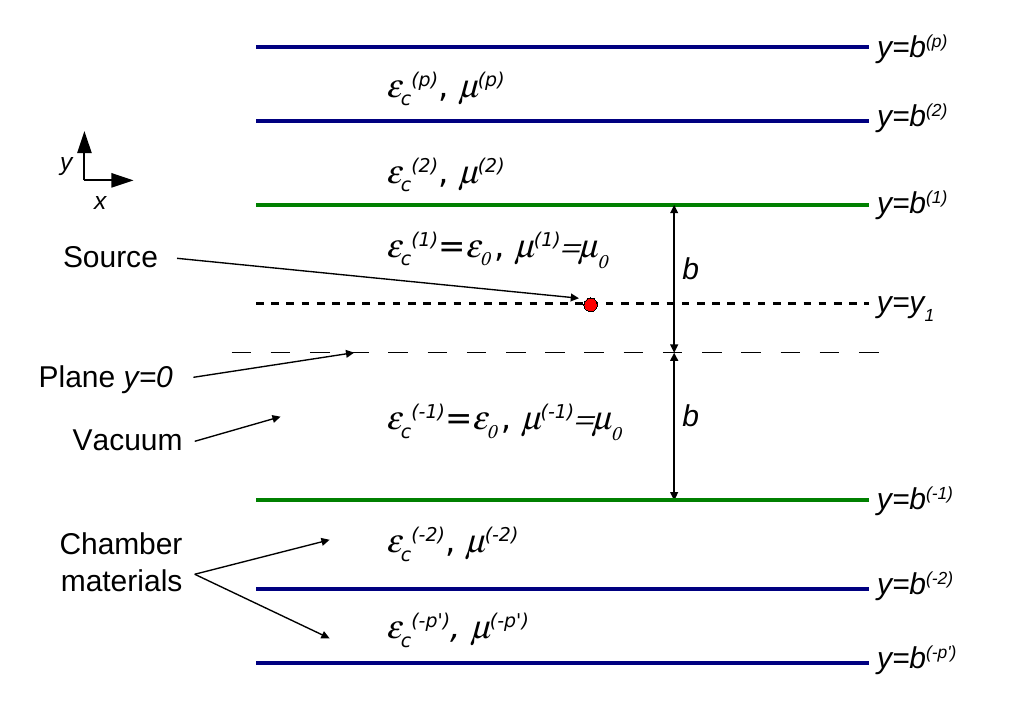 y=b(p)
εc(p), μ(p)
y=b(2)
y
x
εc(2), μ(2)
y=b(1)
εc(1)=ε0, μ(1)=μ0
Source
b
y=y1
Plane y=0
εc(-1)=ε0, μ(-1)=μ0
b
Vacuum
y=b(-1)
Chamber
materials
εc(-2), μ(-2)
y=b(-2)
εc(-p'), μ(-p')
y=b(-p')